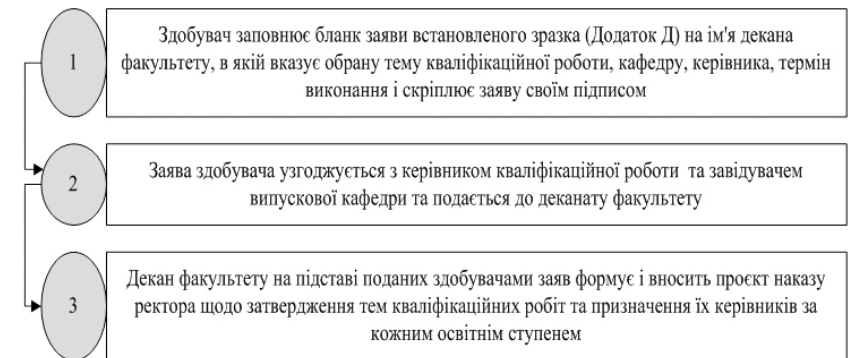 1
Здобувач заповнює бланк заяви встановленого зразка (Додаток Д) на ім'я декана
факультету, в якій вказує обрану тему кваліфікаційної роботи, кафедру, керівника, термін
виконання і скріплює заяву своїм підписом
2
Заява здобувача узгоджується з керівником кваліфікаційної роботи та завідувачем
випускової кафедри та подається до деканату факультету
3
Декан факультету на підставі поданих здобувачами заяв формує і вносить проєкт наказу
ректора щодо затвердження тем кваліфікаційних робіт та призначення їх керівників за
кожним освітнім ступенем